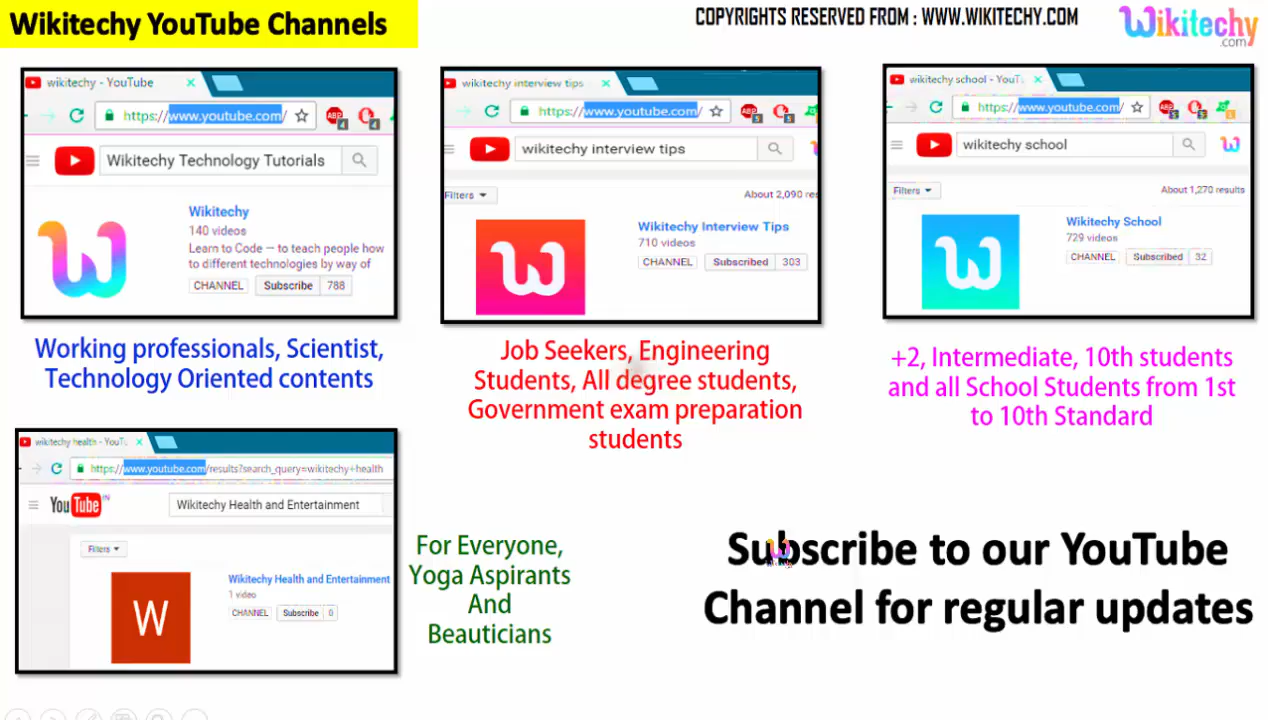 Wikitechy YouTube Channels
COPYRIGHTS RESERVED FROM : WWW.WIKITECHY.COM
Wikitechy
.com
wikitechy - YouTube
https://www.youtube.com/
ABP
4
4
Wikitechy Technology Tutorials
Wikitechy
140 videos
Learn to Code — to teach people how
to different technologies by way of
CHANNEL Subscribe 788
Working professionals, Scientist,
Technology Oriented contents
wikitechy interview tips
https://www.youtube.com/
ABP
5
5
wikitechy interview tips
Filters
About 2,090 res
Wikitechy Interview Tips
710 videos
CHANNEL Subscribed 303
Job Seekers, Engineering
Students, All degree students,
Government exam preparation
students
wikitechy school - YouT
https://www.youtube.com/
wikitechy school
Filters
About 1,270 results
Wikitechy School
729 videos
CHANNEL Subscribed 32
+2, Intermediate, 10th students
and all School Students from 1st
to 10th Standard
wikitechy health - YouTu
https://www.youtube.com/results?search_query=wikitechy+health
YouTube IN
Wikitechy Health and Entertainment
Filters
W
Wikitechy Health and Entertainment
1 video
CHANNEL Subscribe 0
For Everyone,
Yoga Aspirants
And
Beauticians
Subscribe to our YouTube
Channel for regular updates